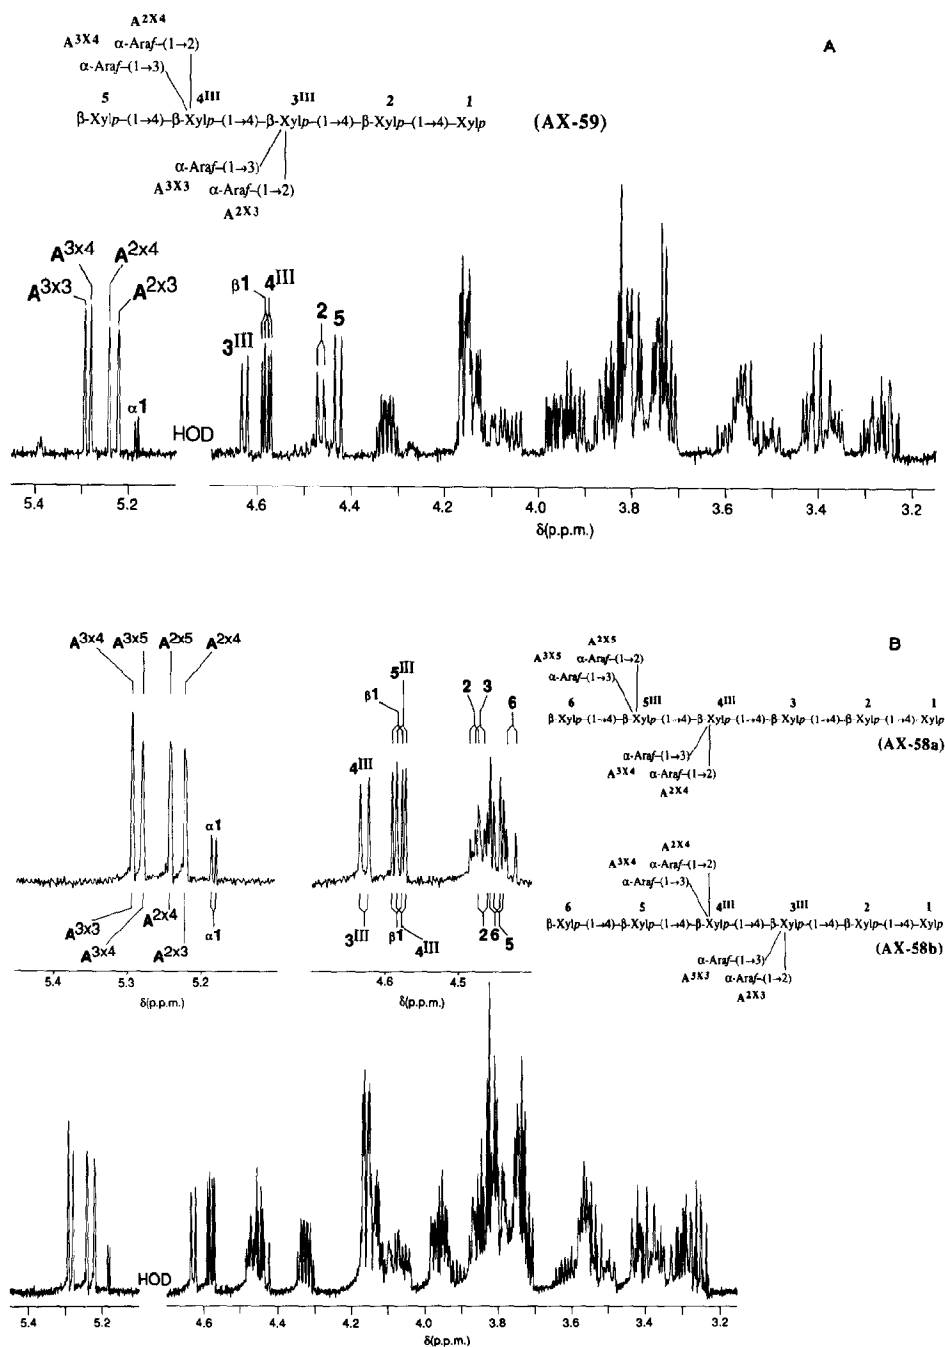 A
A2X4
A3X4 α-Araf–(1→2)
α-Araf–(1→3)
5 4III 3III 2 1
β-Xylp–(1→4)–β-Xylp–(1→4)–β-Xylp–(1→4)–β-Xylp–(1→4)–Xylp
(AX-59)
α-Araf–(1→3)
A3X3 α-Araf–(1→2)
A2X3
A3x4 A2x4
A3x3 A2x3
α1
HOD
β1 4III
3III
2 5
5.4 5.2 4.6 4.4 4.2 4.0 3.8 3.6 3.4 3.2
δ(p.p.m.)
B
A3x4 A3x5 A2x5 A2x4
α1
5III
β1
4III
2 3 6
A3x3 A3x4 A2x4 A2x3 α1
3III β1 4III 2 6 5
5.4 5.3 5.2 4.6 4.5
δ(p.p.m.) δ(p.p.m.)
A2X5
A3X5 α-Araf–(1→2)
α-Araf–(1→3)
6 5III 4III 3 2 1
β-Xylp–(1→4)–β-Xylp–(1→4)–β-Xylp–(1→4)–β-Xylp–(1→4)–β-Xylp–(1→4)-Xylp
(AX-58a)
α-Araf–(1→3)
A3X4 α-Araf–(1→2)
A2X4
A2X4
A3X4 α-Araf–(1→2)
α-Araf–(1→3)
6 5 4III 3III 2 1
β-Xylp–(1→4)–β-Xylp–(1→4)–β-Xylp–(1→4)–β-Xylp–(1→4)–β-Xylp–(1→4)–Xylp
(AX-58b)
α-Araf–(1→3)
A3X3 α-Araf–(1→2)
A2X3
HOD
5.4 5.2 4.6 4.4 4.2 4.0 3.8 3.6 3.4 3.2
δ(p.p.m.)